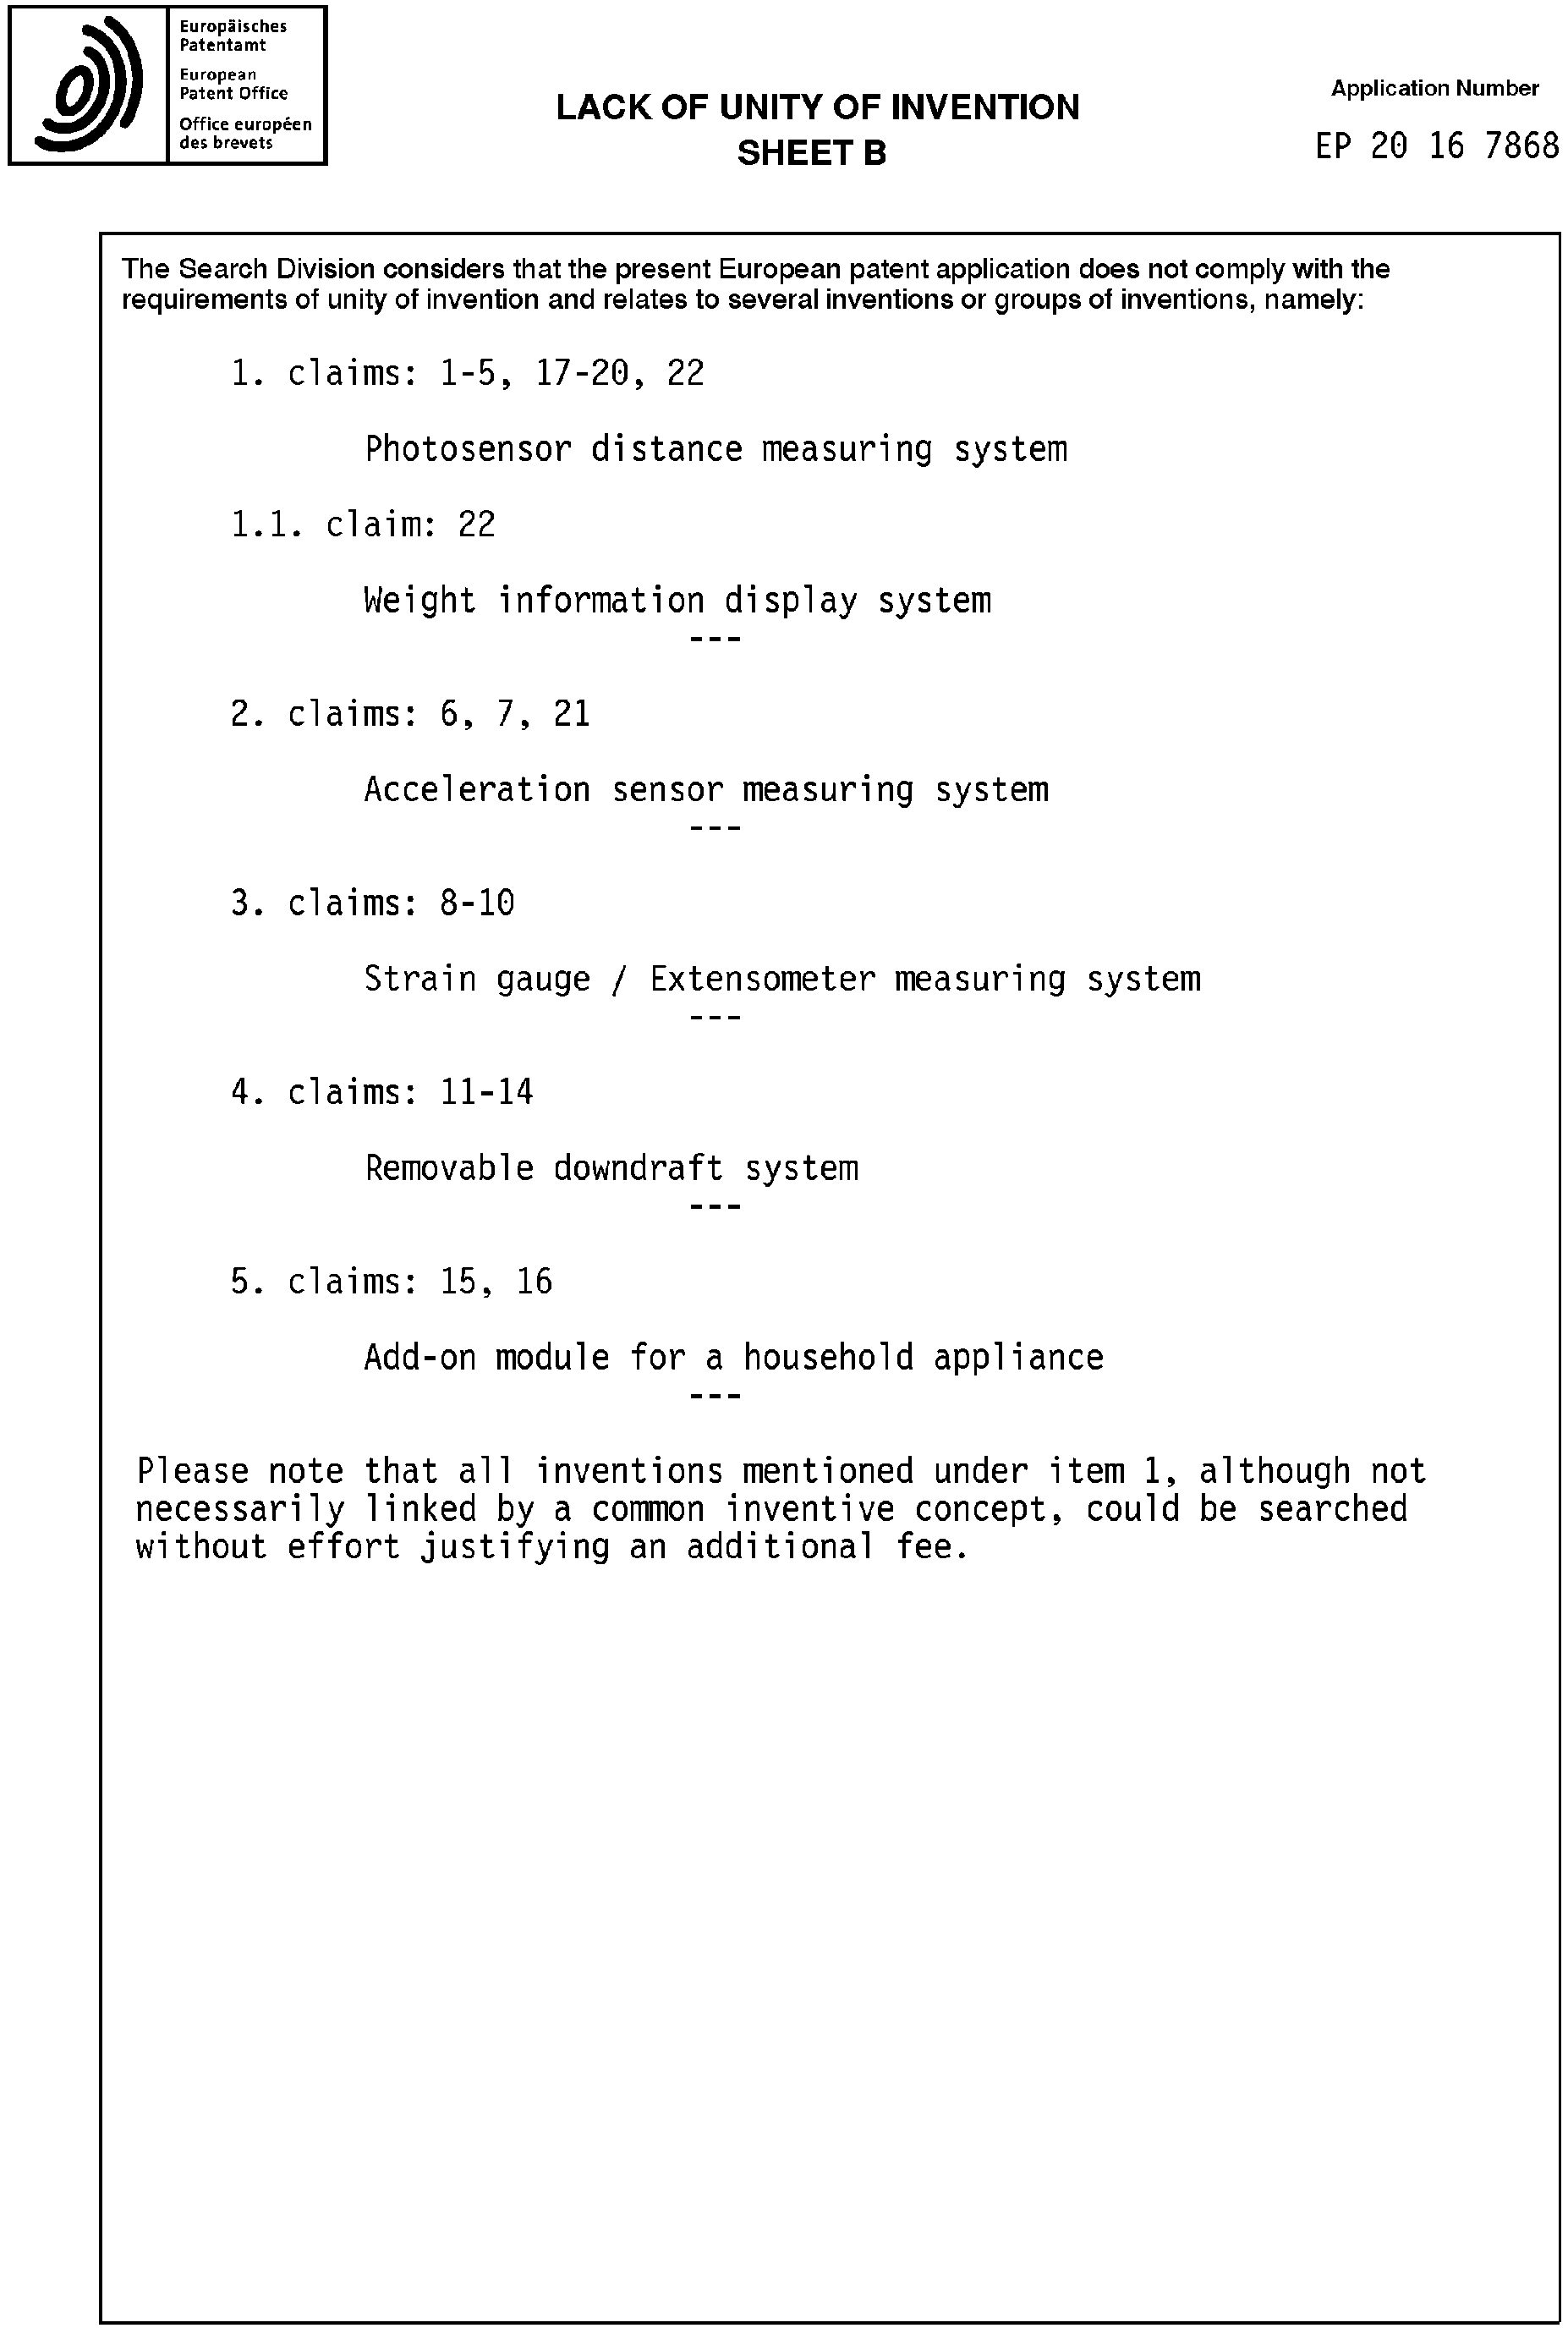 Europäisches
Patentamt
European
Patent Office
Office européen
des brevets
LACK OF UNITY OF INVENTION
SHEET B
Application Number
EP 20 16 7868
The Search Division considers that the present European patent application does not comply with the
requirements of unity of invention and relates to several inventions or groups of inventions, namely:
1. claims: 1-5, 17-20, 22
Photosensor distance measuring system
1.1. claim: 22
Weight information display system
---
2. claims: 6, 7, 21
Acceleration sensor measuring system
---
3. claims: 8-10
Strain gauge / Extensometer measuring system
---
4. claims: 11-14
Removable downdraft system
---
5. claims: 15, 16
Add-on module for a household appliance
---
Please note that all inventions mentioned under item 1, although not
necessarily linked by a common inventive concept, could be searched
without effort justifying an additional fee.